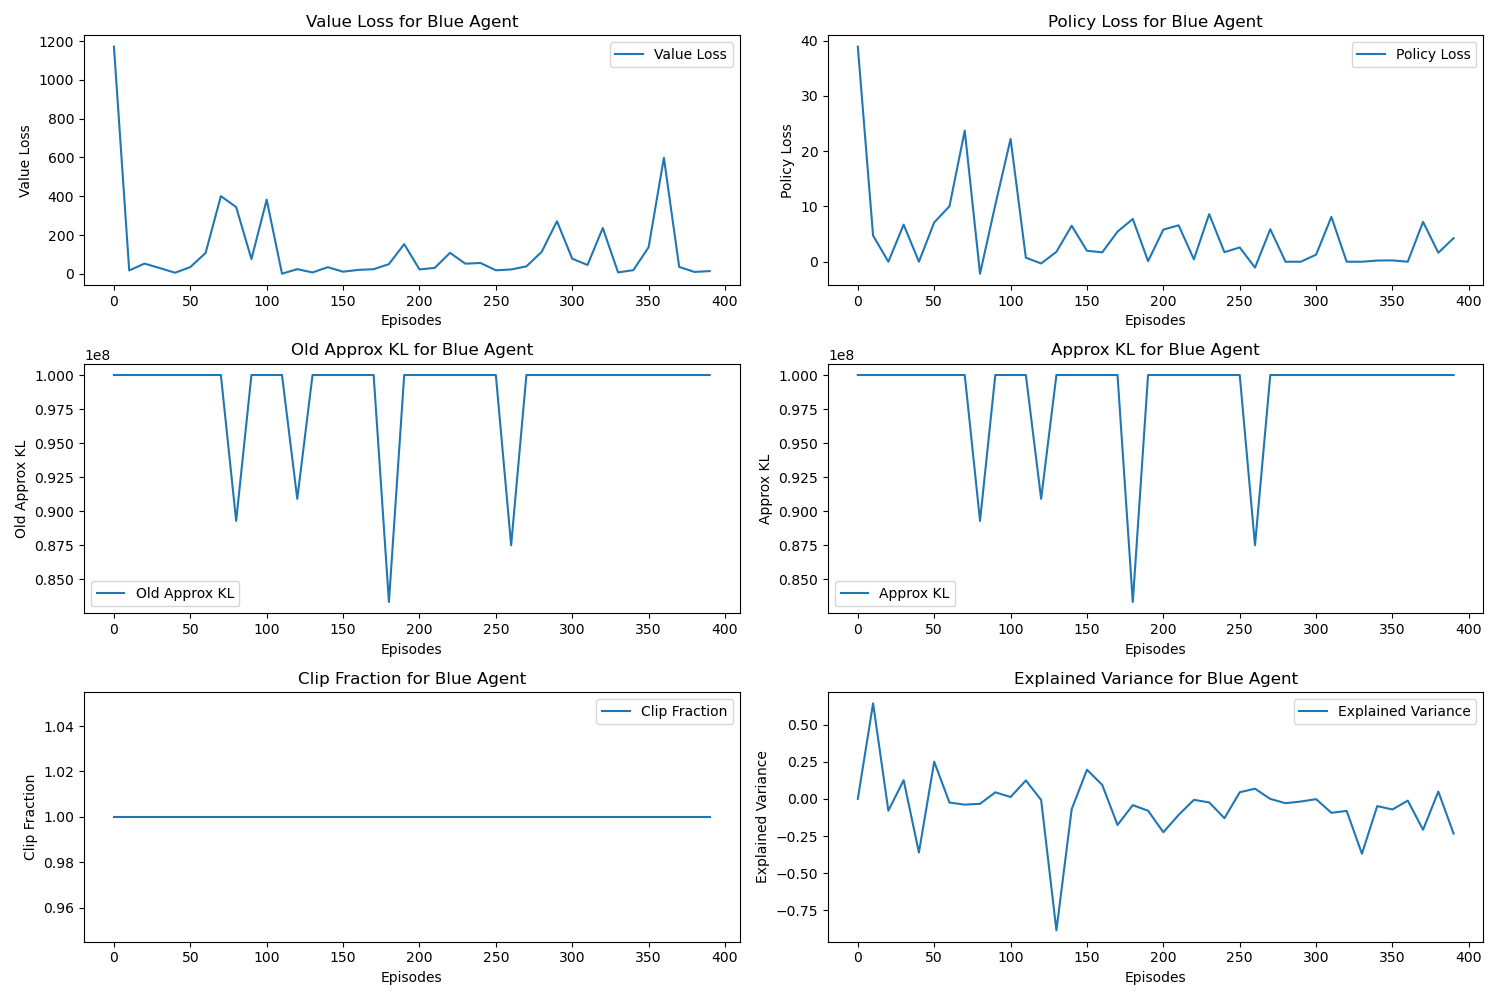 Value Loss for Blue Agent
Value Loss
1200
1000
800
600
400
200
0
Value Loss
0 50 100 150 200 250 300 350 400
Episodes
Policy Loss for Blue Agent
Policy Loss
40
30
20
10
0
Policy Loss
0 50 100 150 200 250 300 350 400
Episodes
Old Approx KL for Blue Agent
1e8
1.000
0.975
0.950
0.925
0.900
0.875
0.850
Old Approx KL
Old Approx KL
0 50 100 150 200 250 300 350 400
Episodes
Approx KL for Blue Agent
1e8
1.000
0.975
0.950
0.925
0.900
0.875
0.850
Approx KL
Approx KL
0 50 100 150 200 250 300 350 400
Episodes
Clip Fraction for Blue Agent
Clip Fraction
1.04
1.02
1.00
0.98
0.96
Clip Fraction
0 50 100 150 200 250 300 350 400
Episodes
Explained Variance for Blue Agent
Explained Variance
0.50
0.25
0.00
−0.25
−0.50
−0.75
Explained Variance
0 50 100 150 200 250 300 350 400
Episodes